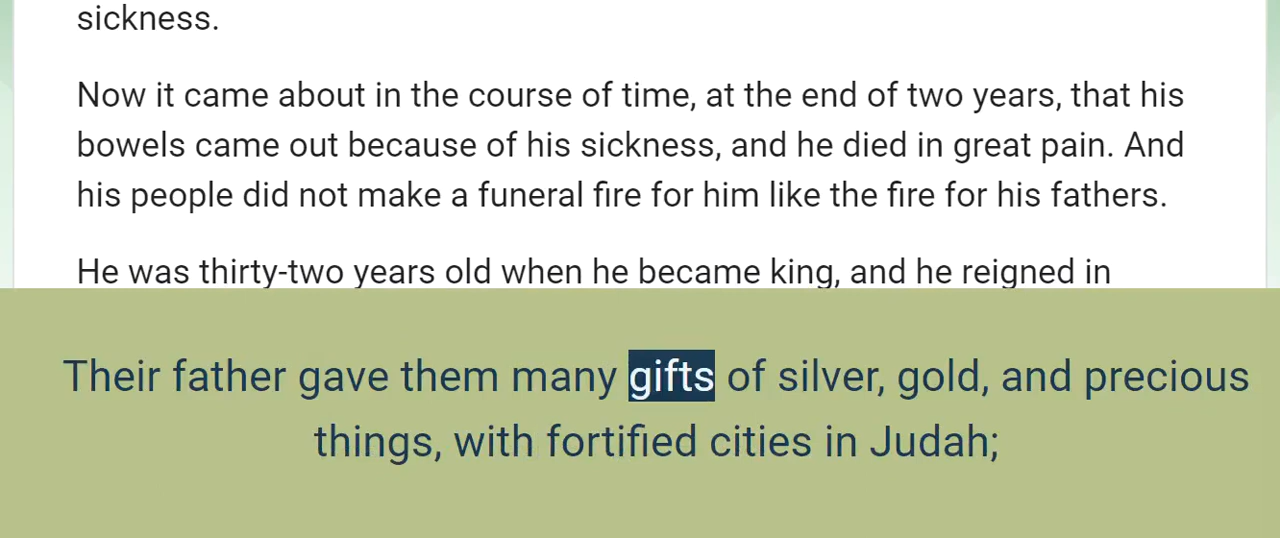 sickness.
Now it came about in the course of time, at the end of two years, that his
bowels came out because of his sickness, and he died in great pain. And
his people did not make a funeral fire for him like the fire for his fathers.
He was thirty-two years old when he became king, and he reigned in
Their father gave them many gifts of silver, gold, and precious
things, with fortified cities in Judah;